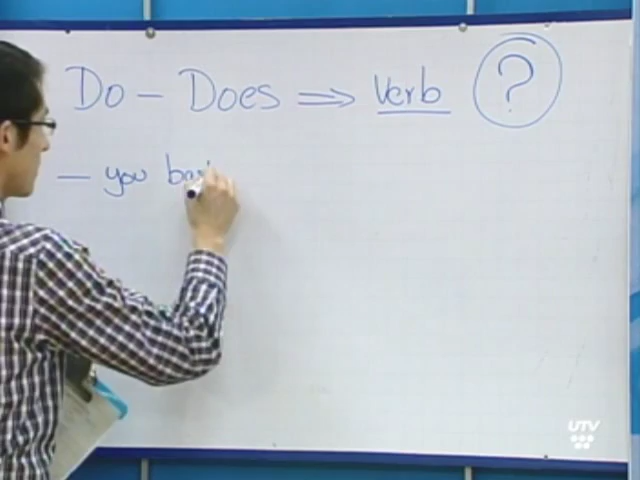 Do - Does ⇒ Verb ?
- you
UTV